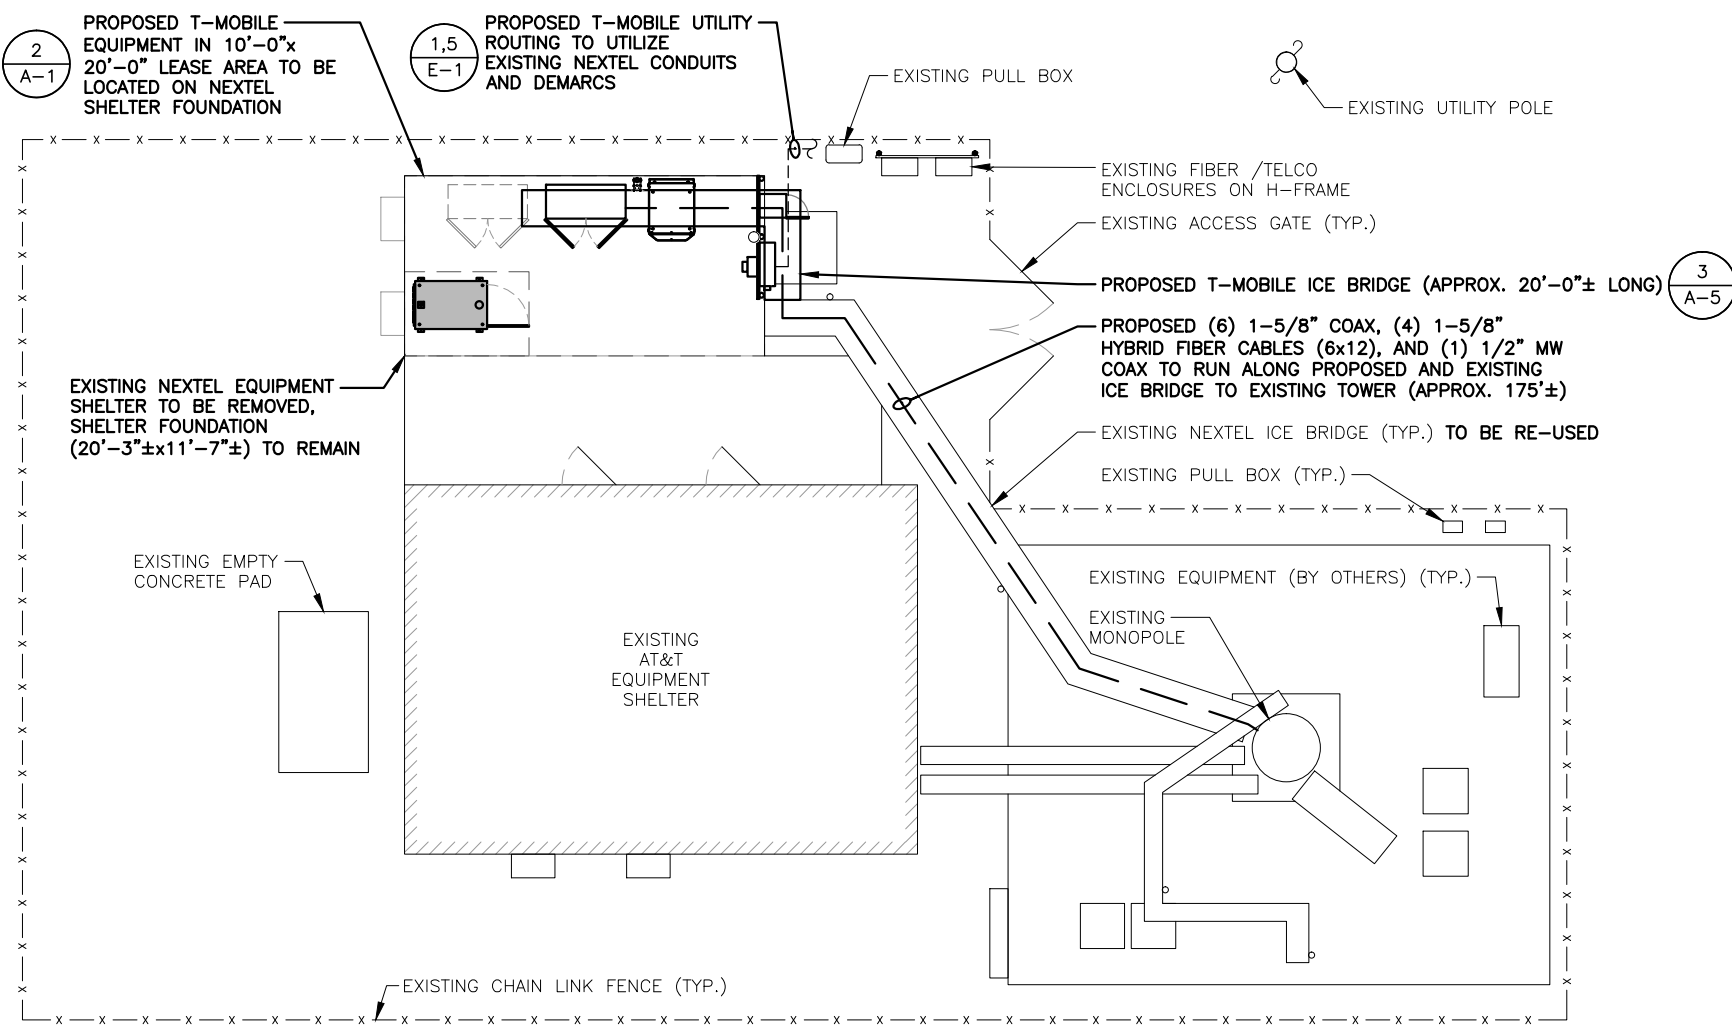 2
A-1
PROPOSED T-MOBILE
EQUIPMENT IN 10'-0"x
20'-0" LEASE AREA TO BE
LOCATED ON NEXTEL
SHELTER FOUNDATION
1,5
E-1
PROPOSED T-MOBILE UTILITY
ROUTING TO UTILIZE
EXISTING NEXTEL CONDUITS
AND DEMARCS
EXISTING PULL BOX
EXISTING UTILITY POLE
EXISTING FIBER /TELCO
ENCLOSURES ON H-FRAME
EXISTING ACCESS GATE (TYP.)
PROPOSED T-MOBILE ICE BRIDGE (APPROX. 20'-0"± LONG)
3
A-5
PROPOSED (6) 1-5/8" COAX, (4) 1-5/8"
HYBRID FIBER CABLES (6x12), AND (1) 1/2" MW
COAX TO RUN ALONG PROPOSED AND EXISTING
ICE BRIDGE TO EXISTING TOWER (APPROX. 175'±)
EXISTING NEXTEL EQUIPMENT
SHELTER TO BE REMOVED,
SHELTER FOUNDATION
(20'-3"±x11'-7"±) TO REMAIN
EXISTING NEXTEL ICE BRIDGE (TYP.) TO BE RE-USED
EXISTING PULL BOX (TYP.)
EXISTING EMPTY
CONCRETE PAD
EXISTING EQUIPMENT (BY OTHERS) (TYP.)
EXISTING
MONOPOLE
EXISTING
AT&T
EQUIPMENT
SHELTER
EXISTING CHAIN LINK FENCE (TYP.)